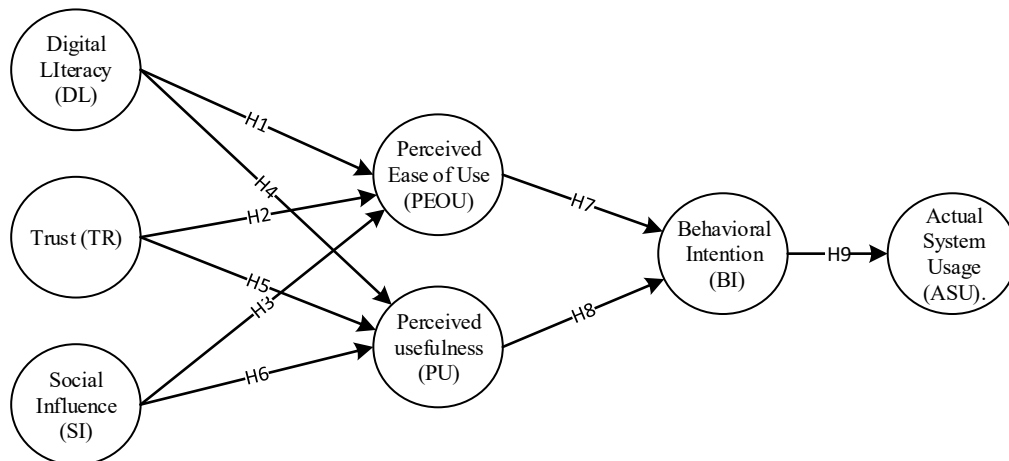 Digital
LIteracy
(DL)
H1
Perceived
Ease of Use
(PEOU)
H4
H2
Trust (TR)
H7
Behavioral
Intention
(BI)
H9
Actual
System
Usage
(ASU).
H5
H3
Perceived
usefulness
(PU)
H8
H6
Social
Influence
(SI)